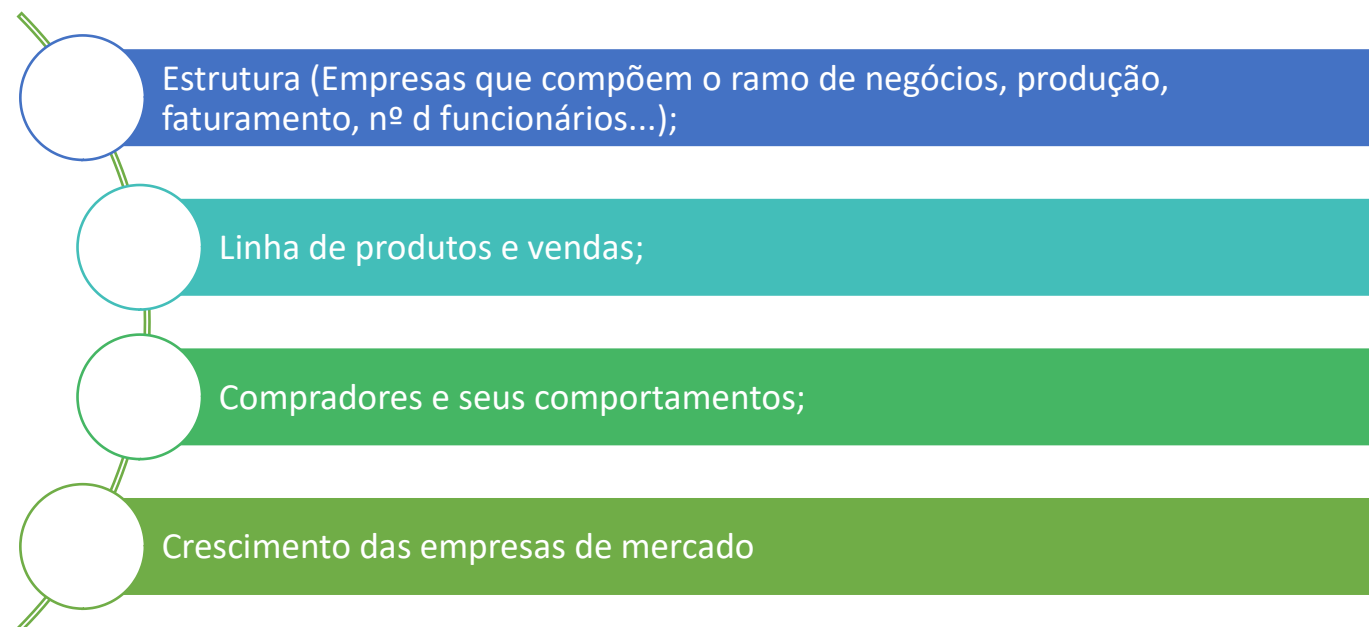 Estrutura (Empresas que compõem o ramo de negócios, produção,
faturamento, nº d funcionários...);
Linha de produtos e vendas;
Compradores e seus comportamentos;
Crescimento das empresas de mercado